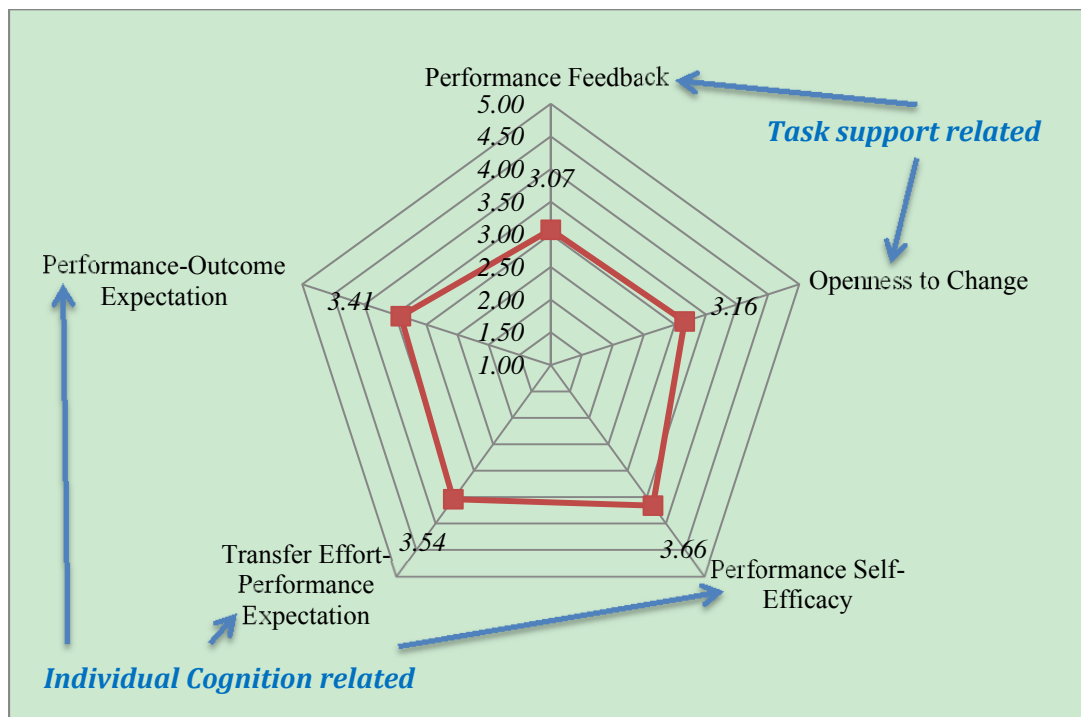 Performance Feedback
5.00
4.50
Task support related
4.00
3.07
3.50
3.00
Performance-Outcome
Expectation
2.50
Openness to Change
3.41
3.16
2.00
1.50
1.00
3.54
3.66
Transfer Effort-
Performance
Expectation
Performance Self-
Efficacy
Individual Cognition related